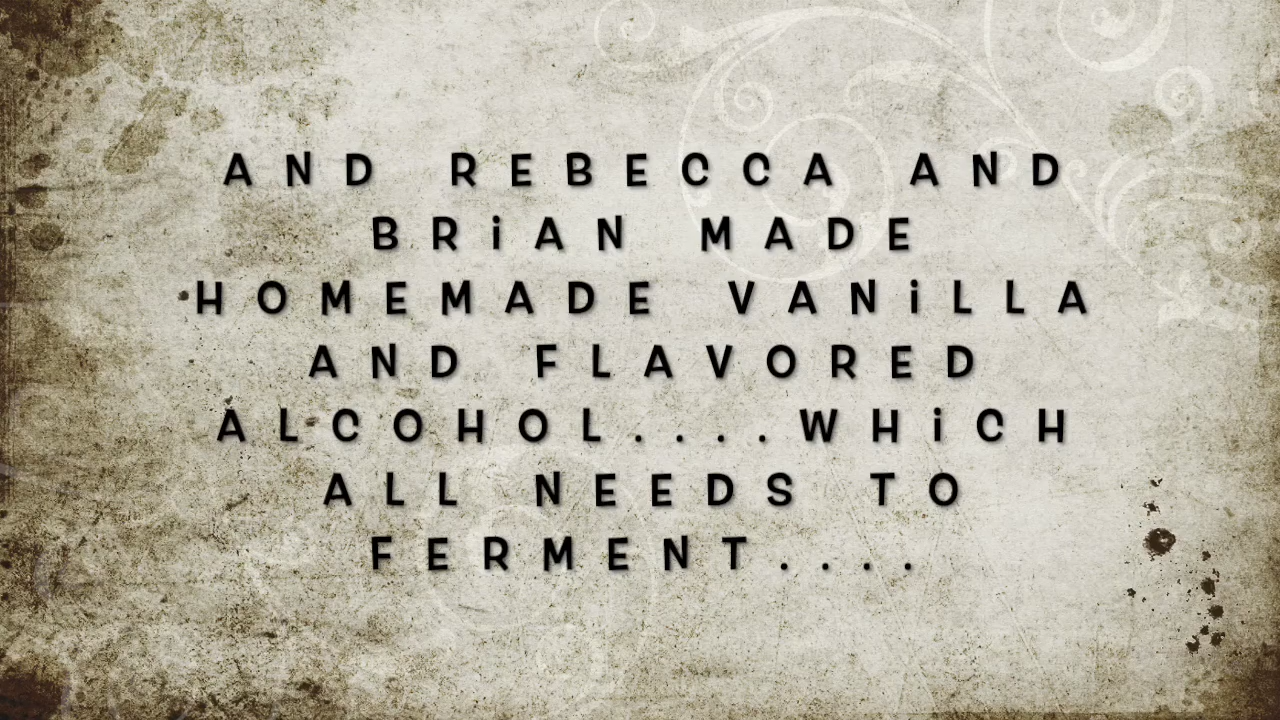 AND REBECCA AND
BRiAN MADE
HOMEMADE VANiLLA
AND FLAVORED
ALCOHOL....WHiCH
ALL NEEDS TO
FERMENT....